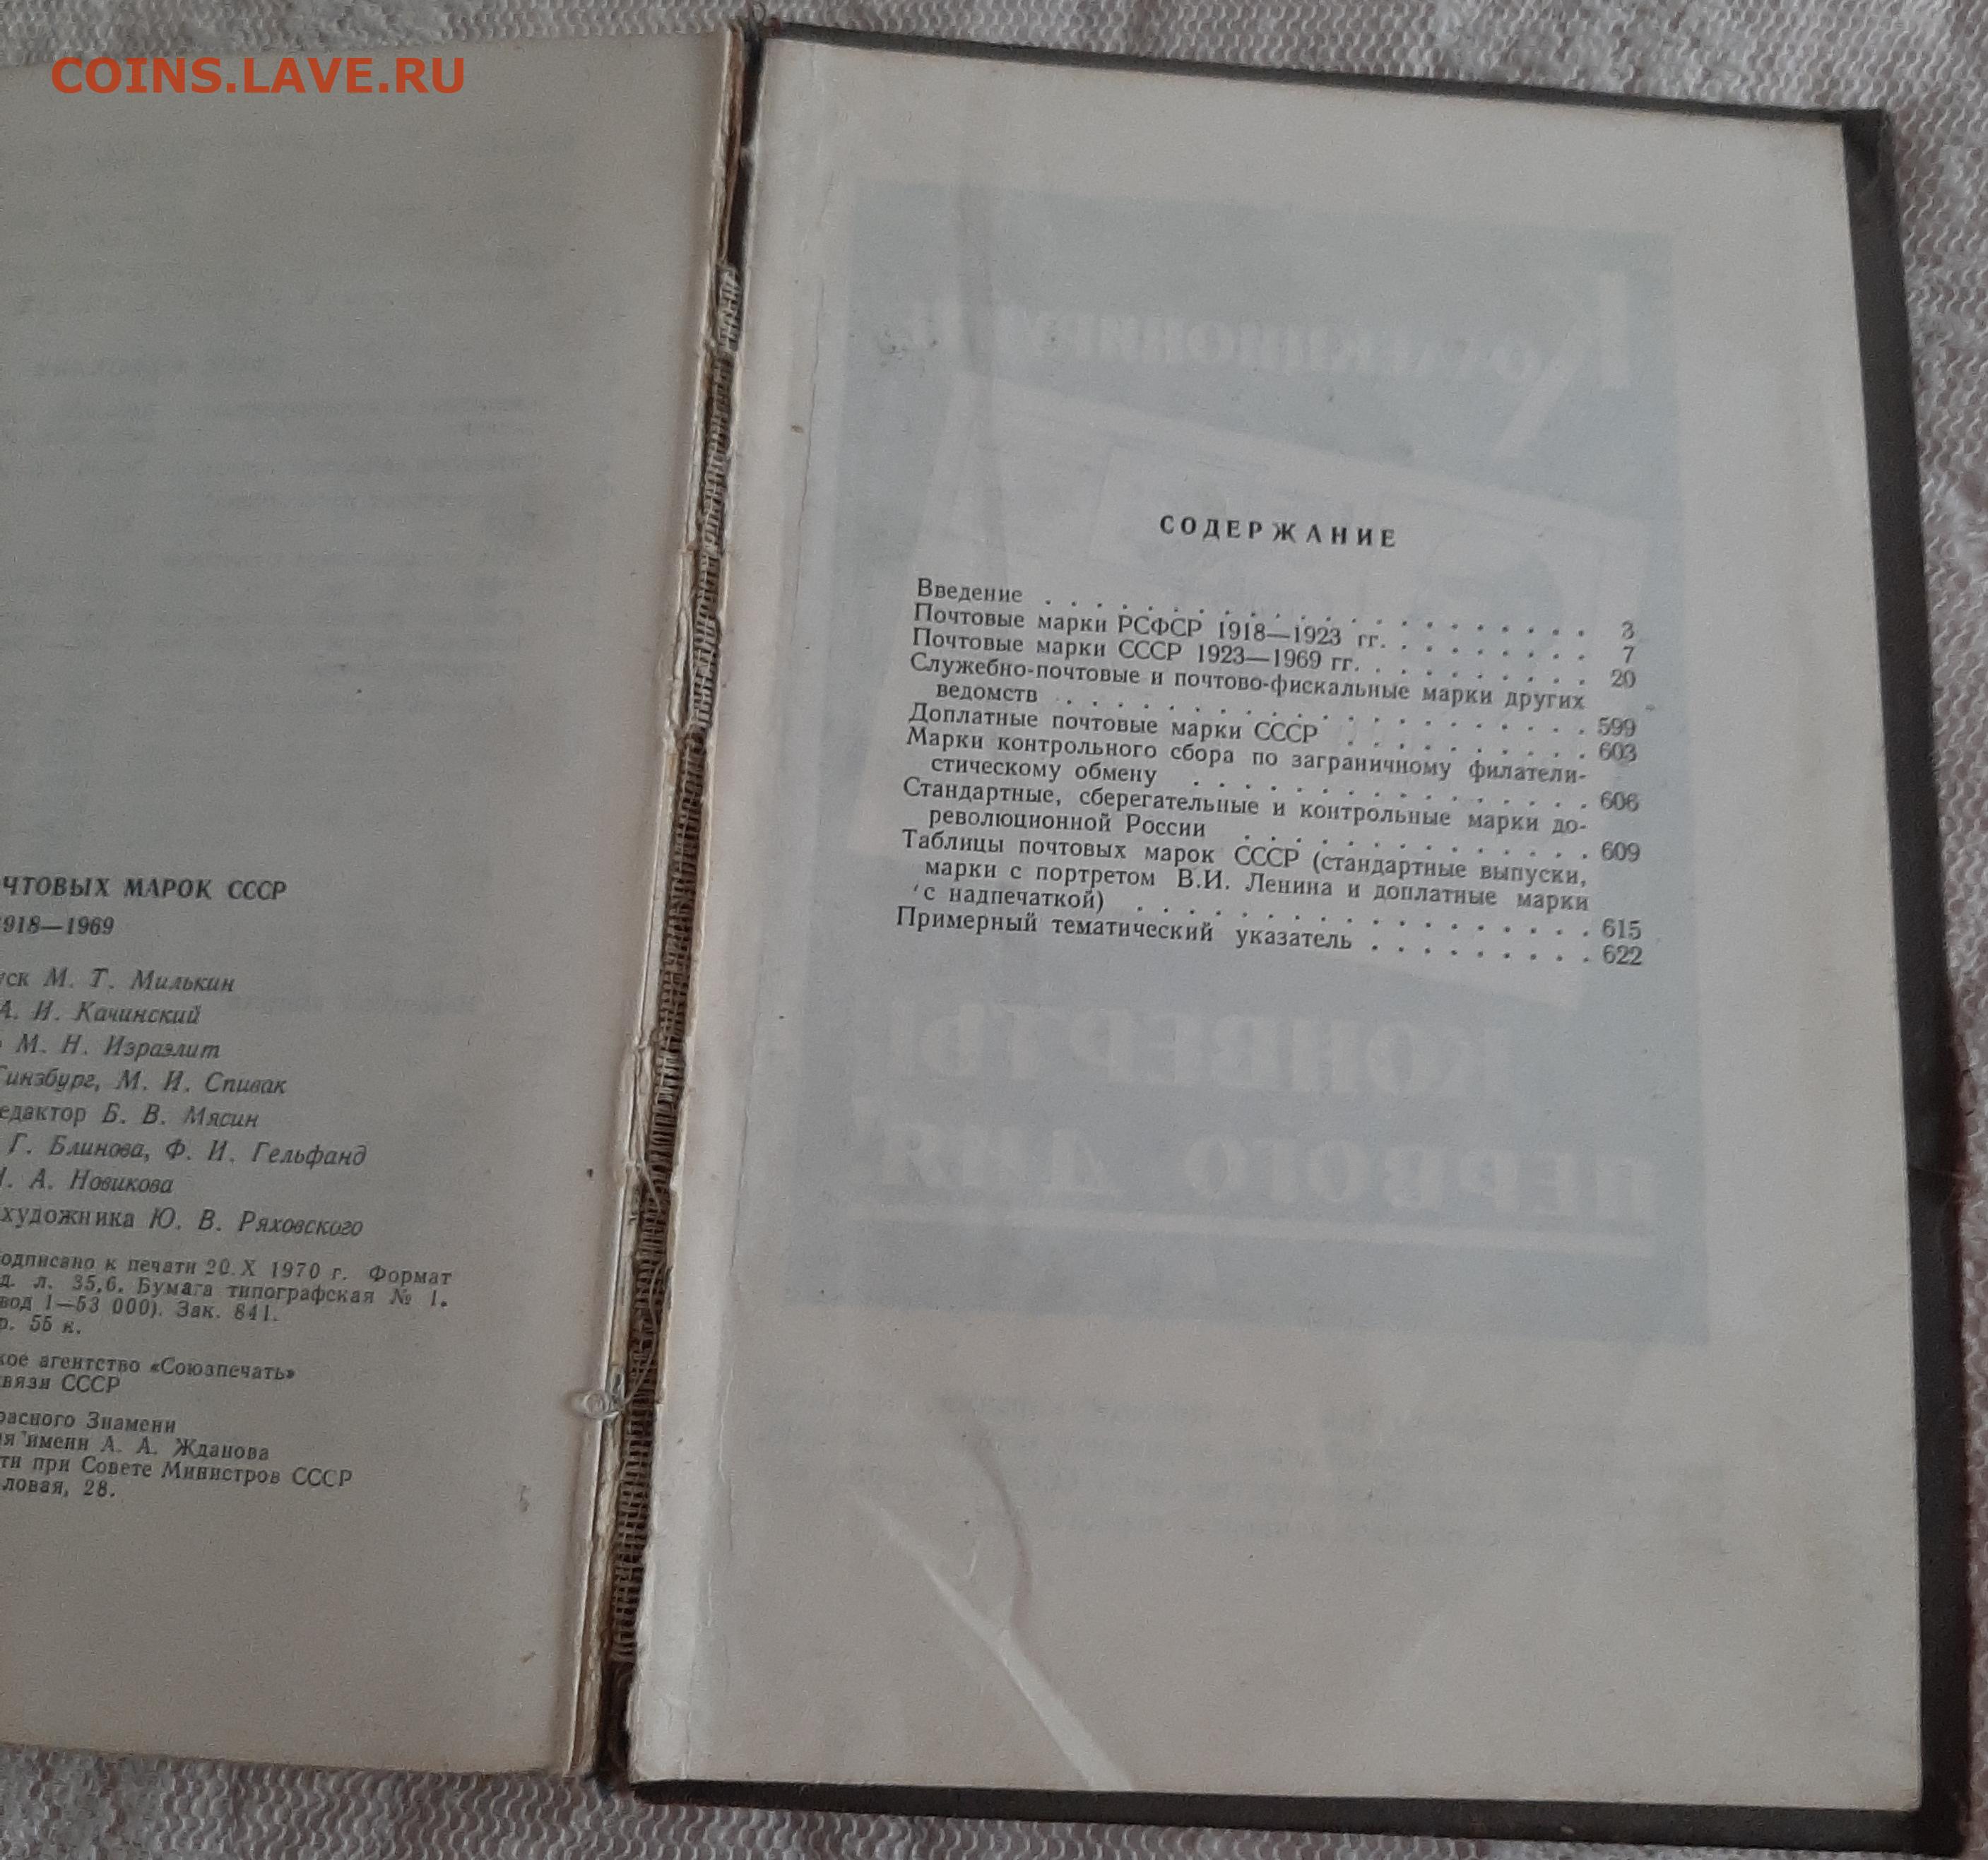 COINS.LAVE.RU
ЧТОВЫХ МАРОК СССР
1918—1969
М. Т. Милькин
А. И. Качинский
М. Н. Израэлит
Гинзбург, М. И. Спивак
едактор Б. В. Мясин
Г. Блинова, Ф. И. Гельфанд
А. Новикова
художника Ю. В. Ряховского
одписано к печати 20.X 1970 г. Формат
д. л. 35,6. Бумага типографская № 1.
вод 1—53 000). Зак. 841.
р. 55 к.
кое агентство «Союзпечать»
вязи СССР
расного Знамени
имени А. А. Жданова
ти при Совете Министров СССР
ловая, 28.
СОДЕРЖАНИЕ
Введение . . . . . . . . . . . . . . . . . . . . . . 3
Почтовые марки РСФСР 1918—1923 гг. . . . . . . . . 7
Почтовые марки СССР 1923—1969 гг. . . . . . . . . . 20
Служебно-почтовые и почтово-фискальные марки других
ведомств . . . . . . . . . . . . . . . . . . . . . 599
Доплатные почтовые марки СССР . . . . . . . . . . 603
Марки контрольного сбора по заграничному филатели-
стическому обмену . . . . . . . . . . . . . . . . 606
Стандартные, сберегательные и контрольные марки до-
революционной России . . . . . . . . . . . . . . 609
Таблицы почтовых марок СССР (стандартные выпуски,
марки с портретом В.И. Ленина и доплатные марки
с надпечаткой) . . . . . . . . . . . . . . . . . . 615
Примерный тематический указатель . . . . . . . . . 622
Коллекционируйте
КОНВЕРТЫ
ПЕРВОГО ДНЯ